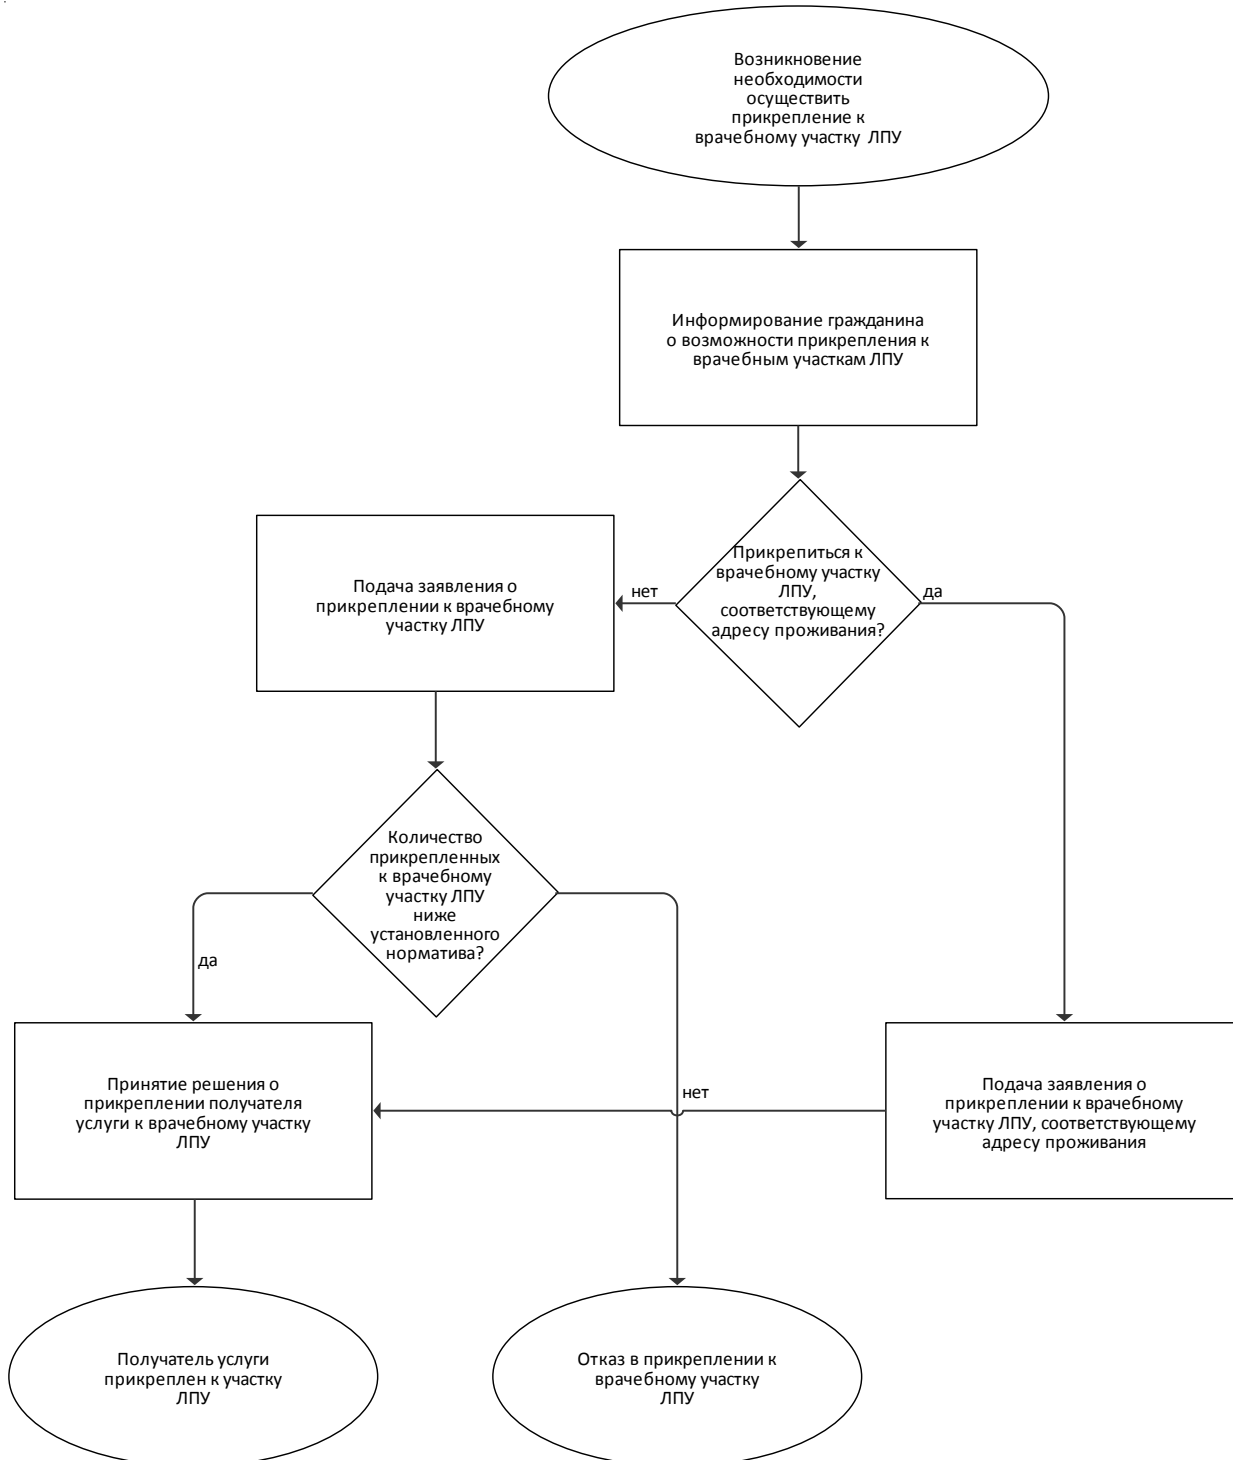 Возникновение
необходимости
осуществить
прикрепление к
врачебному участку ЛПУ
Информирование гражданина
о возможности прикрепления к
врачебным участкам ЛПУ
Прикрепиться к
врачебному участку
ЛПУ,
соответствующему
адресу проживания?
нет
да
Подача заявления о
прикреплении к врачебному
участку ЛПУ
Количество
прикрепленных
к врачебному
участку ЛПУ
ниже
установленного
норматива?
да
нет
Принятие решения о
прикреплении получателя
услуги к врачебному участку
ЛПУ
Подача заявления о
прикреплении к врачебному
участку ЛПУ, соответствующему
адресу проживания
Получатель услуги
прикреплен к участку
ЛПУ
Отказ в прикреплении к
врачебному участку
ЛПУ